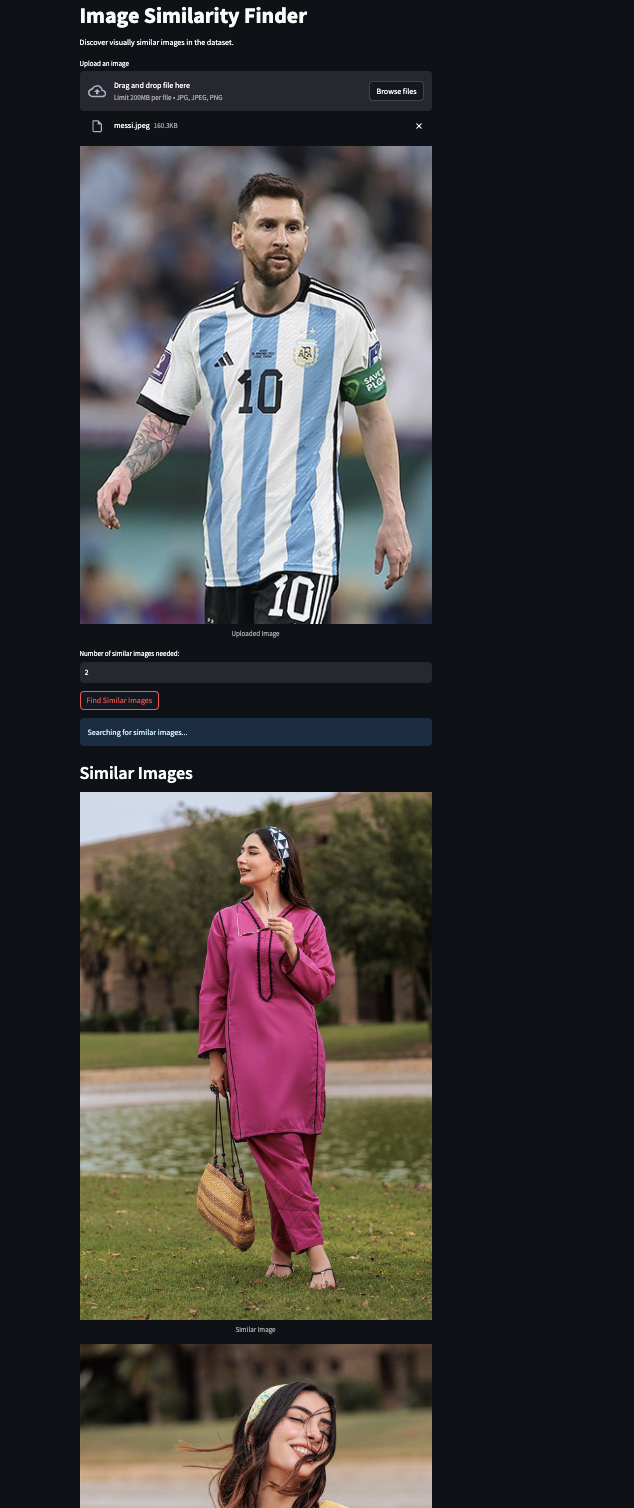 Image Similarity Finder
Discover visually similar images in the dataset.
Upload an image
Drag and drop file here
Limit 200MB per file • JPG, JPEG, PNG
Browse files
messi.jpeg 160.3KB
10
SAVE
PL
10
Uploaded Image
Number of similar images needed:
2
Find Similar Images
Searching for similar images...
Similar Images
Similar Image